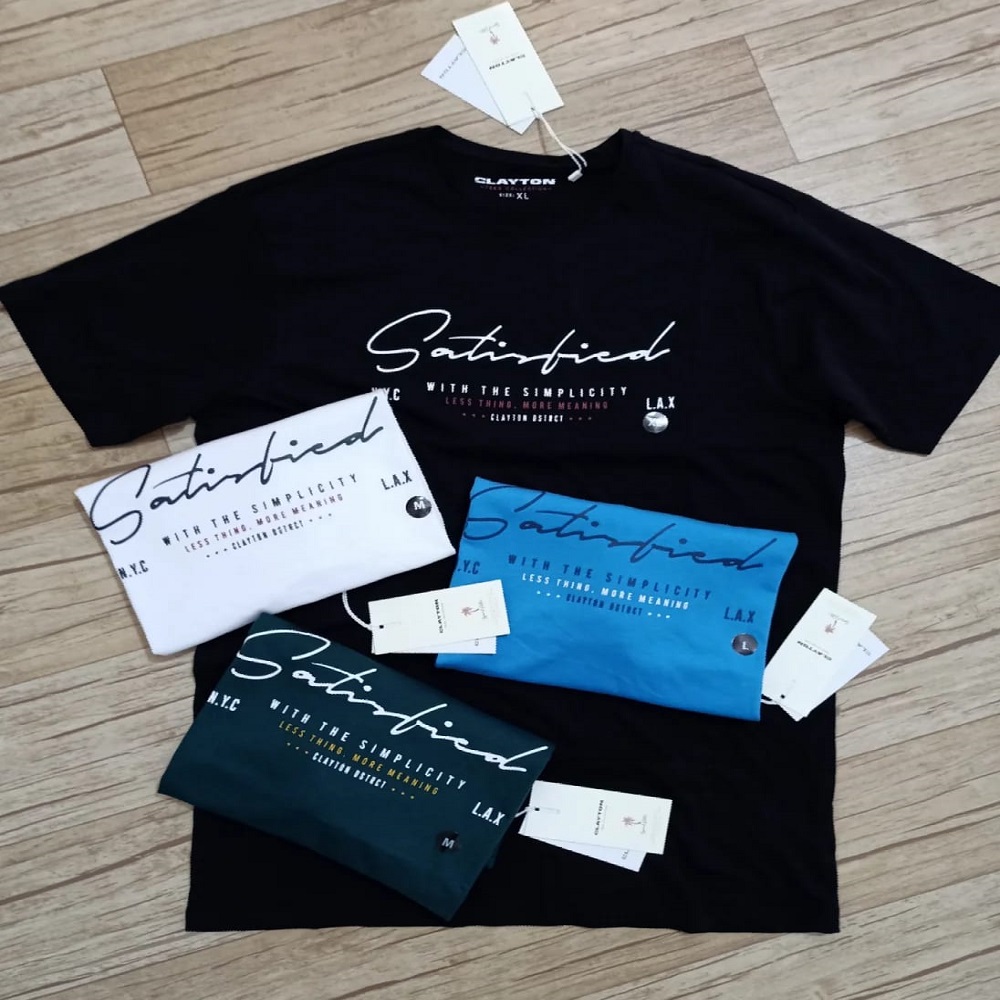 CLAYTON
CLAYTON
SIZE: XL
Satisfied
N.Y.C
WITH THE SIMPLICITY
LESS THING, MORE MEANING
CLAYTON DSTRCT
L.A.X
XL
Satisfied
N.Y.C
WITH THE SIMPLICITY
LESS THING, MORE MEANING
CLAYTON DSTRCT
L.A.X
M
Satisfied
.Y.C
WITH THE SIMPLICITY
LESS THING, MORE MEANING
CLAYTON DSTRCT
L.A.X
L
CLAYTON
CLAYTON
Satisfied
N.Y.C
WITH THE SIMPLICITY
LESS THING, MORE MEANING
CLAYTON DSTRCT
L.A.X
M
CLAYTON